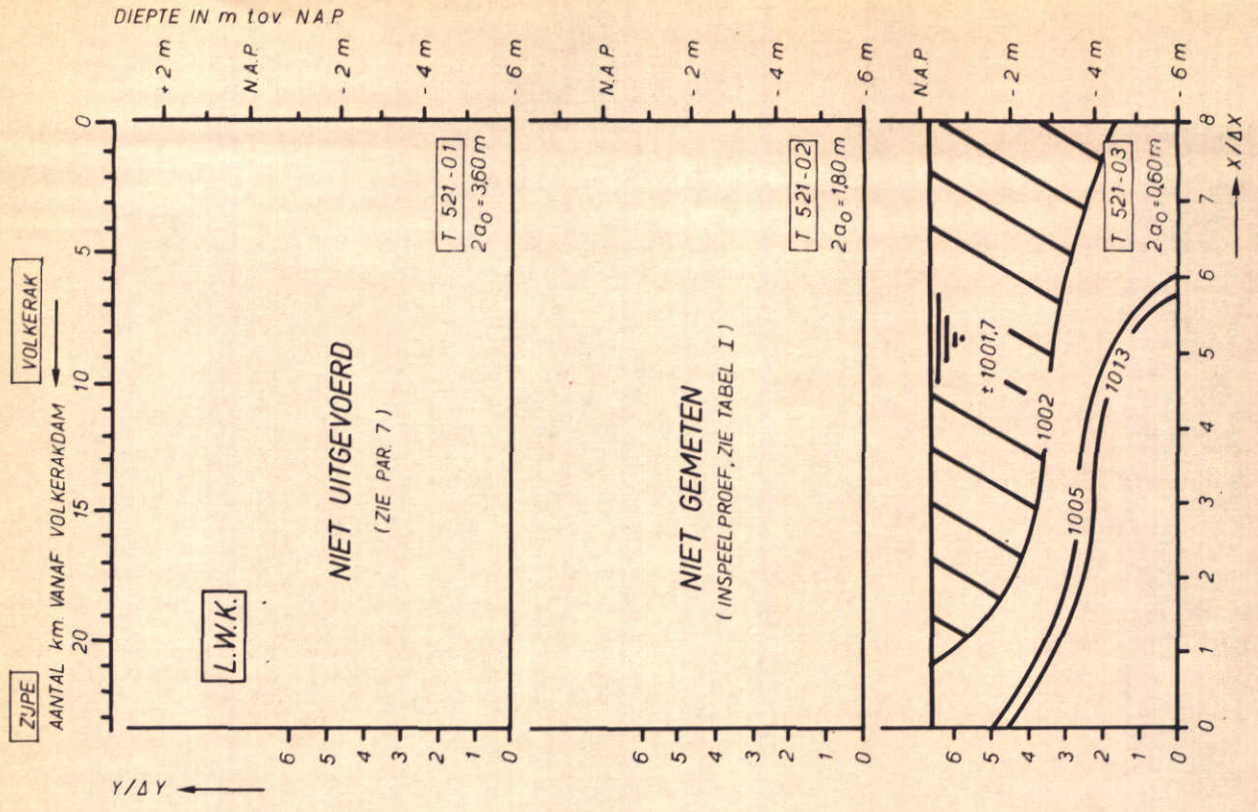 DIEPTE IN m t.o.v. N A P
ZIJPE
AANTAL km. VANAF VOLKERAKDAM
VOLKERAK
20 15 10 5 0
Y/ΔY
+ 2 m
N.A.P.
- 2 m
- 4 m
- 6 m
L.W.K.
NIET UITGEVOERD
( ZIE PAR. 7 )
T 521-01
2a₀ = 3,60 m
6
5
4
3
2
1
0
N.A.P.
- 2 m
- 4 m
- 6 m
NIET GEMETEN
( INSPEELPROEF, ZIE TABEL I )
T 521-02
2a₀ = 1,80 m
6
5
4
3
2
1
0
N.A.P.
- 2 m
- 4 m
- 6 m
± 1001,7
1002
1005
1013
T 521-03
2a₀ = 0,60 m
6
5
4
3
2
1
0
0 1 2 3 4 5 6 7 8
X/ΔX